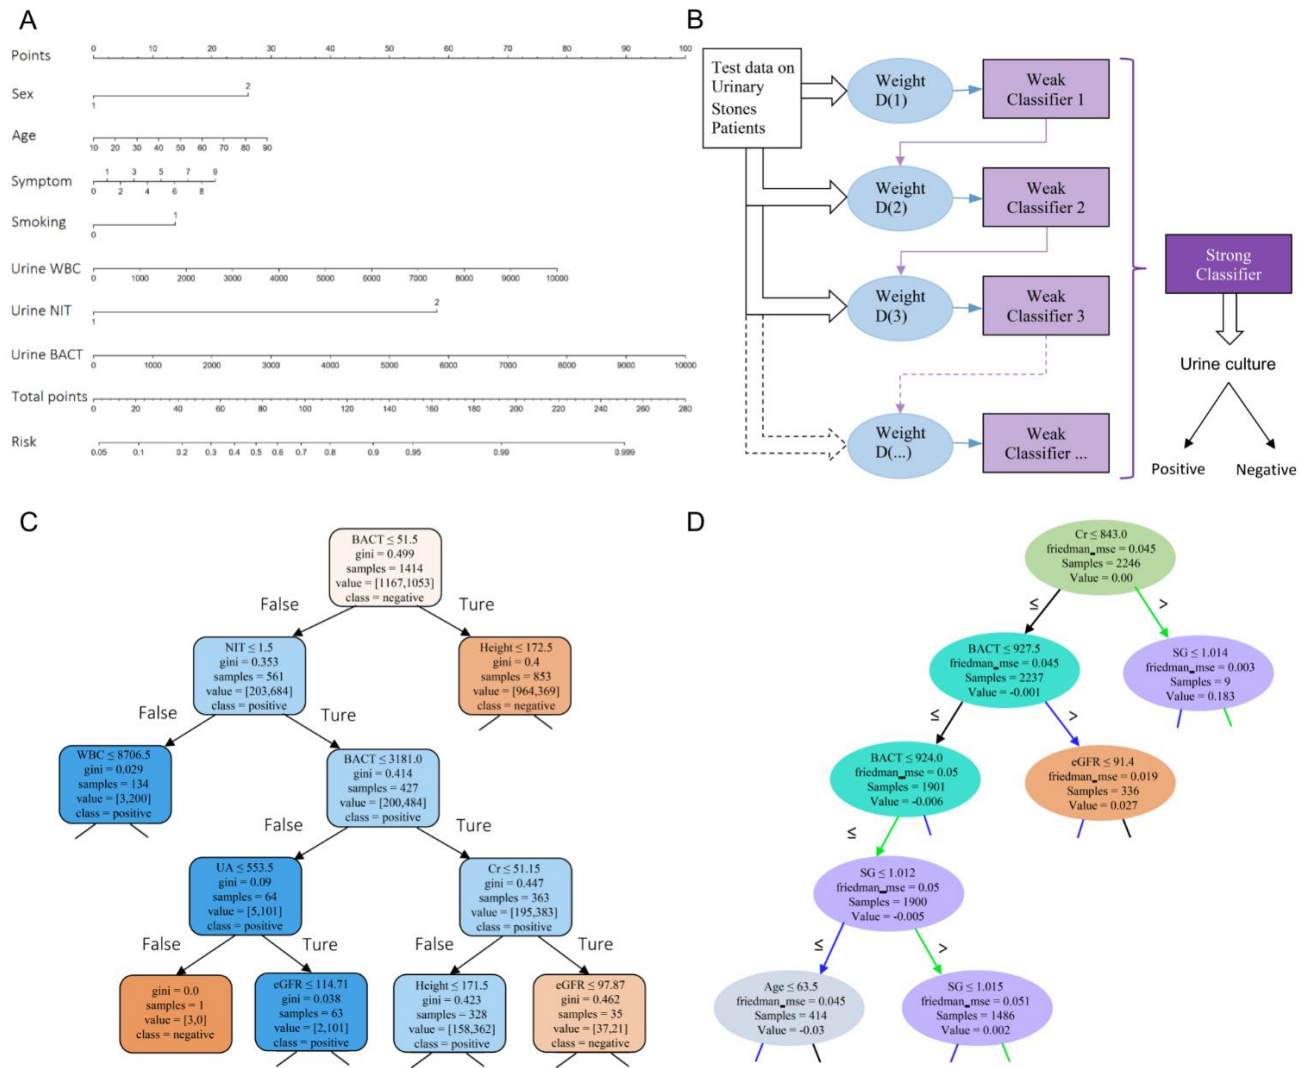 A
Points
0 10 20 30 40 50 60 70 80 90 100
Sex
2
1
Age
10 20 30 40 50 60 70 80 90
Symptom
1 3 5 7 9
0 2 4 6 8
Smoking
1
0
Urine WBC
0 1000 2000 3000 4000 5000 6000 7000 8000 9000 10000
Urine NIT
2
1
Urine BACT
0 1000 2000 3000 4000 5000 6000 7000 8000 9000 10000
Total points
0 20 40 60 80 100 120 140 160 180 200 220 240 260 280
Risk
0.05 0.1 0.2 0.3 0.4 0.5 0.6 0.7 0.8 0.9 0.95 0.99 0.999
B
Test data on
Urinary
Stones
Patients
Weight
D(1)
Weak
Classifier 1
Weight
D(2)
Weak
Classifier 2
Weight
D(3)
Weak
Classifier 3
Weight
D(...)
Weak
Classifier ...
Strong
Classifier
Urine culture
Positive
Negative
C
BACT ≤ 51.5
gini = 0.499
samples = 1414
value = [1167,1053]
class = negative
False
Ture
NIT ≤ 1.5
gini = 0.353
samples = 561
value = [203,684]
class = positive
Height ≤ 172.5
gini = 0.4
samples = 853
value = [964,369]
class = negative
False
Ture
WBC ≤ 8706.5
gini = 0.029
samples = 134
value = [3,200]
class = positive
BACT ≤ 3181.0
gini = 0.414
samples = 427
value = [200,484]
class = positive
False
Ture
UA ≤ 553.5
gini = 0.09
samples = 64
value = [5,101]
class = positive
Cr ≤ 51.15
gini = 0.447
samples = 363
value = [195,383]
class = positive
False
Ture
False
Ture
gini = 0.0
samples = 1
value = [3,0]
class = negative
eGFR ≤ 114.71
gini = 0.038
samples = 63
value = [2,101]
class = positive
Height ≤ 171.5
gini = 0.423
samples = 328
value = [158,362]
class = positive
eGFR ≤ 97.87
gini = 0.462
samples = 35
value = [37,21]
class = negative
D
Cr ≤ 843.0
friedman_mse = 0.045
Samples = 2246
Value = 0.00
≤
>
BACT ≤ 927.5
friedman_mse = 0.045
Samples = 2237
Value = -0.001
SG ≤ 1.014
friedman_mse = 0.003
Samples = 9
Value = 0.183
≤
>
BACT ≤ 924.0
friedman_mse = 0.05
Samples = 1901
Value = -0.006
eGFR ≤ 91.4
friedman_mse = 0.019
Samples = 336
Value = 0.027
≤
SG ≤ 1.012
friedman_mse = 0.05
Samples = 1900
Value = -0.005
≤
>
Age ≤ 63.5
friedman_mse = 0.045
Samples = 414
Value = -0.03
SG ≤ 1.015
friedman_mse = 0.051
Samples = 1486
Value = 0.002